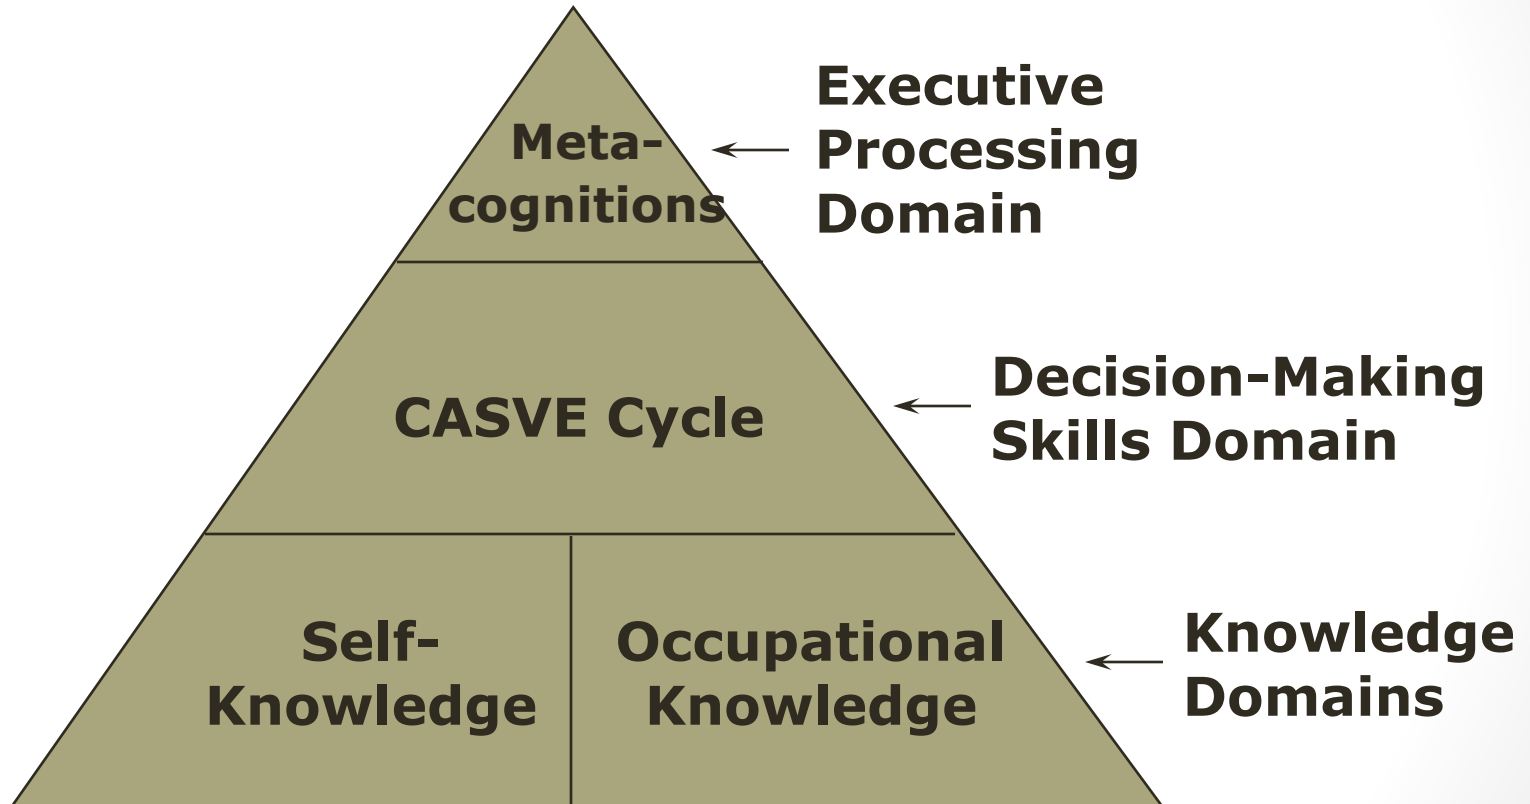 Meta-
cognitions
Executive
Processing
Domain
CASVE Cycle
Decision-Making
Skills Domain
Self-
Knowledge
Occupational
Knowledge
Knowledge
Domains